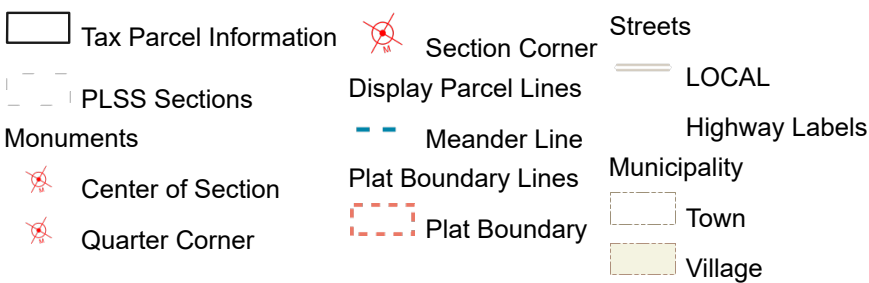 Tax Parcel Information
PLSS Sections
Monuments
M
Center of Section
M
Quarter Corner
M
Section Corner
Display Parcel Lines
Meander Line
Plat Boundary Lines
Plat Boundary
Streets
LOCAL
Highway Labels
Municipality
Town
Village